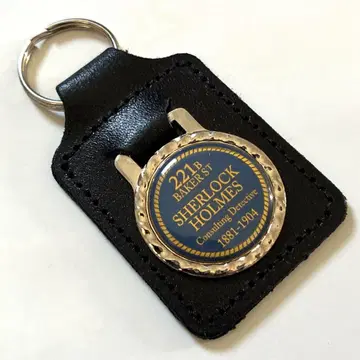 221B
BAKER ST
SHERLOCK
HOLMES
Consulting Detective
1881-1904